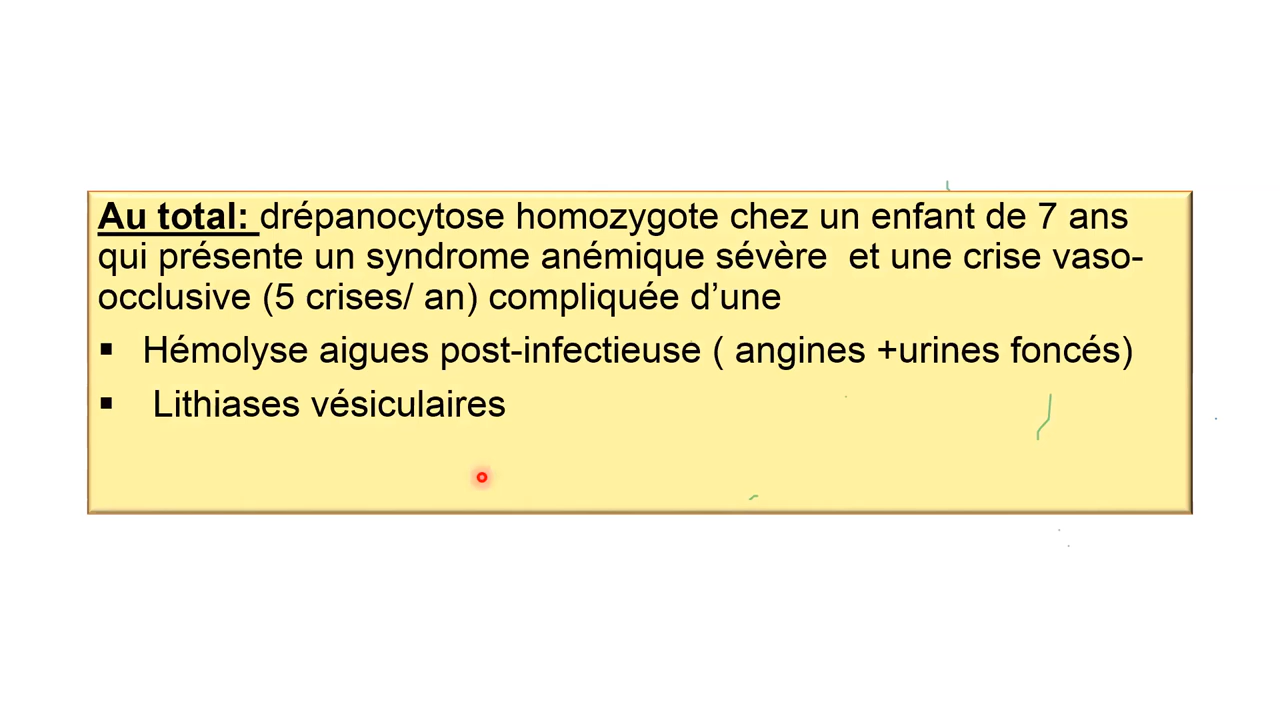 Au total: drépanocytose homozygote chez un enfant de 7 ans
qui présente un syndrome anémique sévère et une crise vaso-
occlusive (5 crises/ an) compliquée d’une
▪ Hémolyse aigues post-infectieuse ( angines +urines foncés)
▪ Lithiases vésiculaires